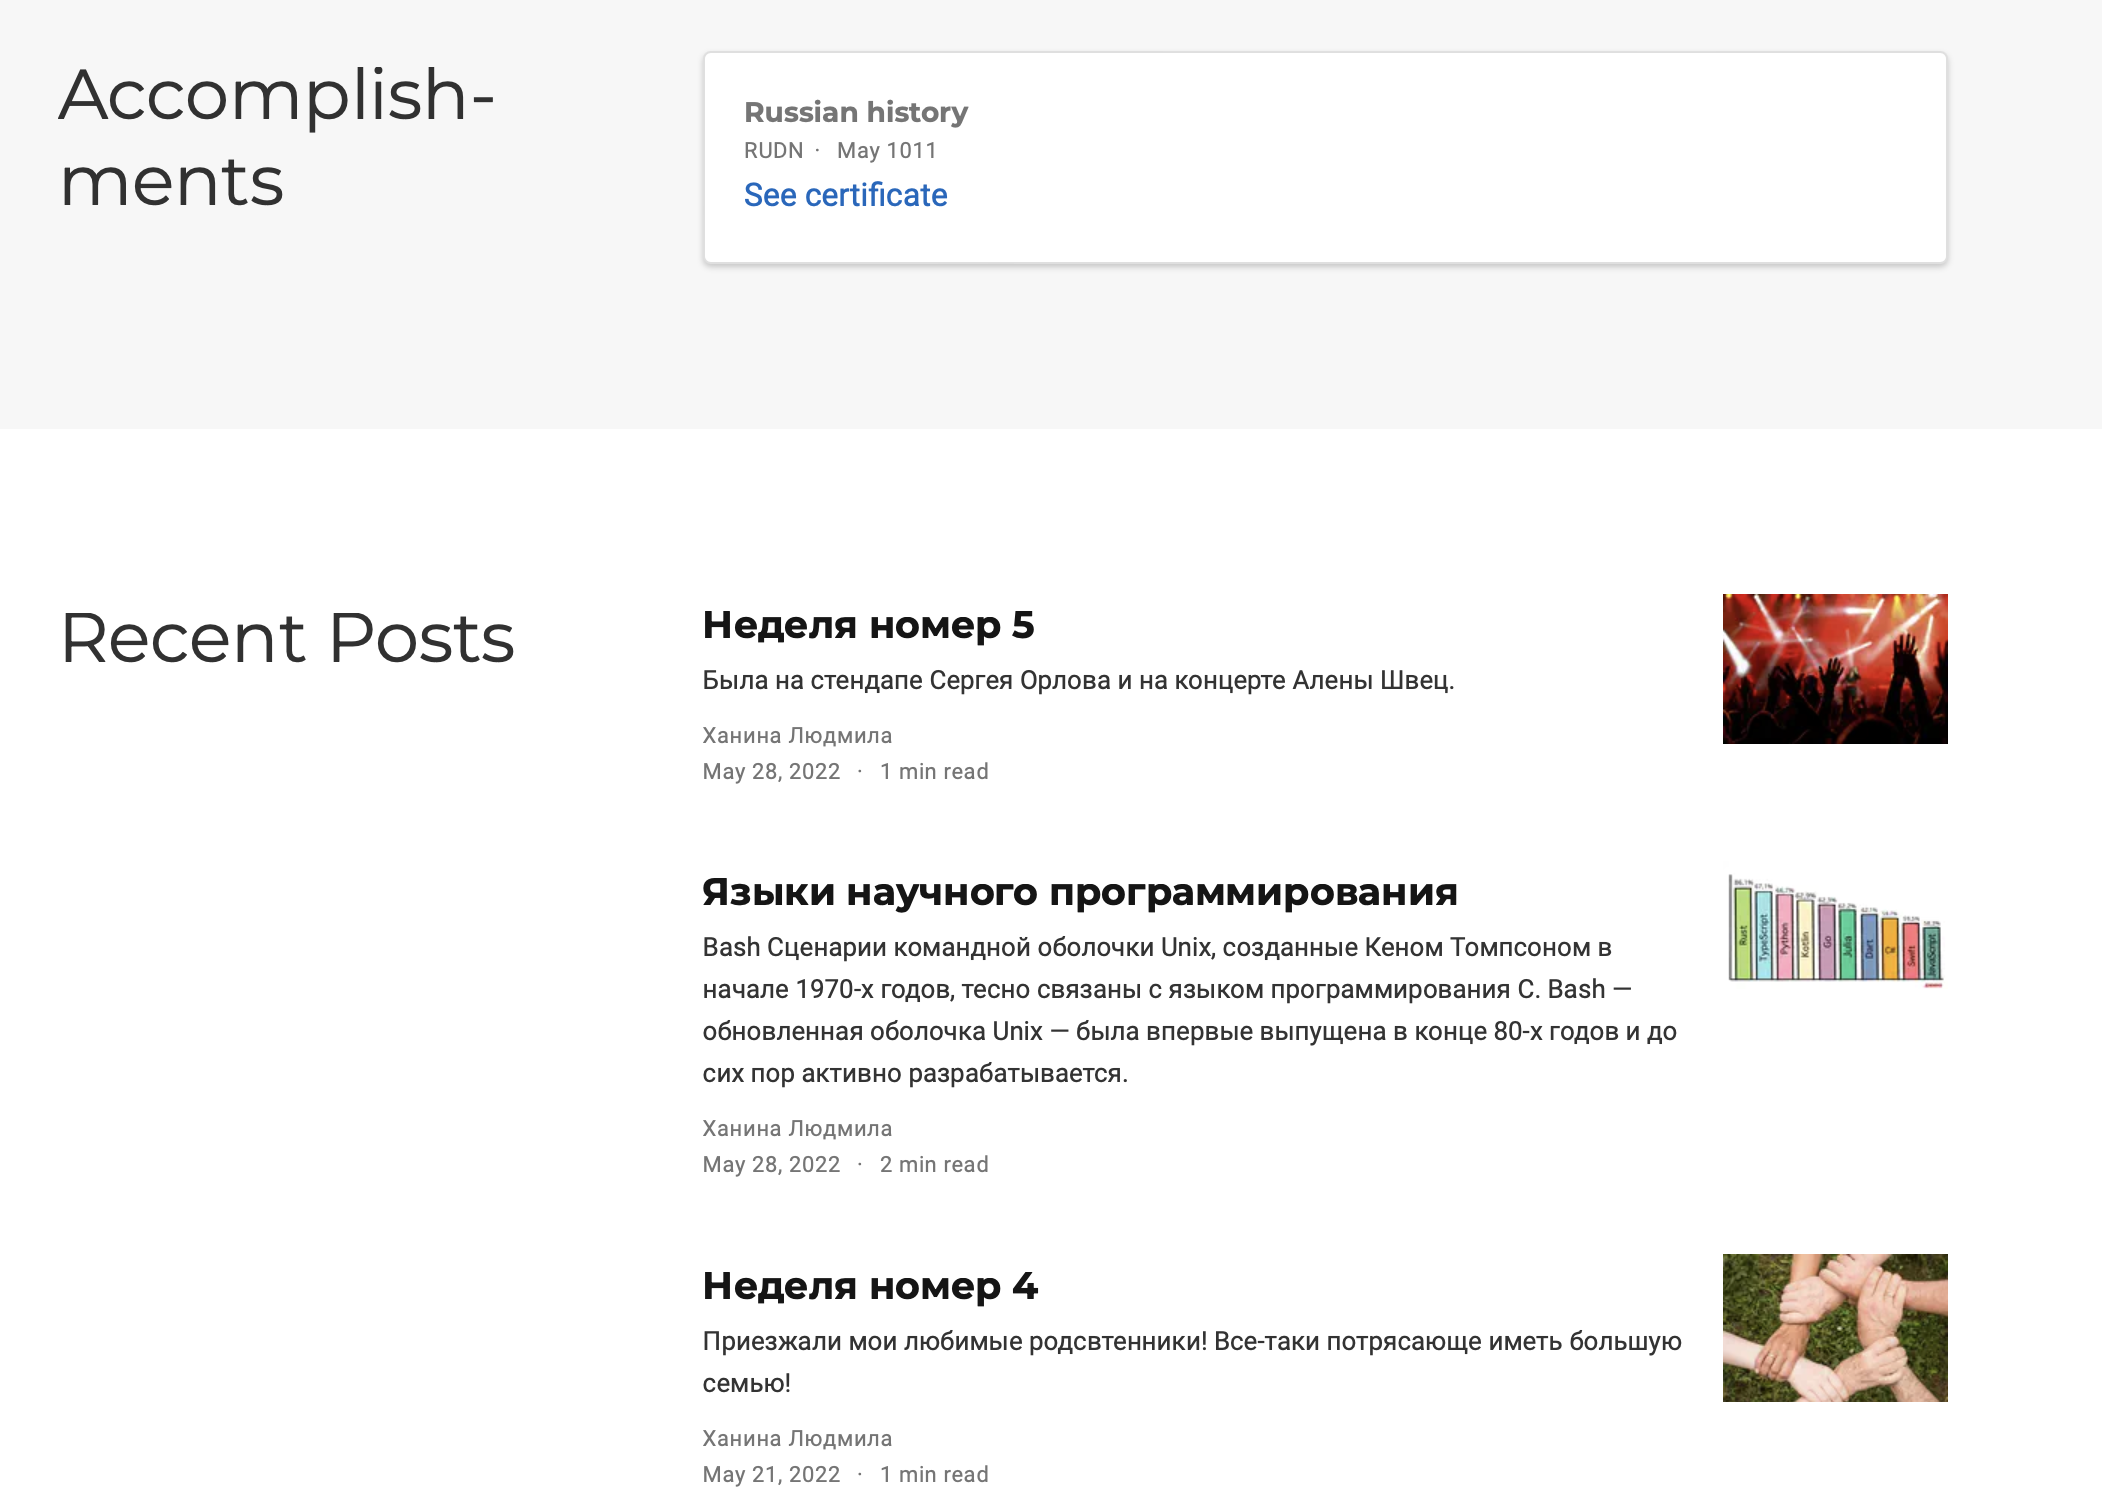 Accomplish-
ments
Russian history
RUDN · May 1011
See certificate
Recent Posts
Неделя номер 5
Была на стендапе Сергея Орлова и на концерте Алены Швец.
Ханина Людмила
May 28, 2022 · 1 min read
Языки научного программирования
Bash Сценарии командной оболочки Unix, созданные Кеном Томпсоном в
начале 1970-х годов, тесно связаны с языком программирования С. Bash —
обновленная оболочка Unix — была впервые выпущена в конце 80-х годов и до
сих пор активно разрабатывается.
Rust
TypeScript
Python
Kotlin
Go
Julia
Dart
C#
Swift
JavaScript
Ханина Людмила
May 28, 2022 · 2 min read
Неделя номер 4
Приезжали мои любимые родсвтенники! Все-таки потрясающе иметь большую
семью!
Ханина Людмила
May 21, 2022 · 1 min read